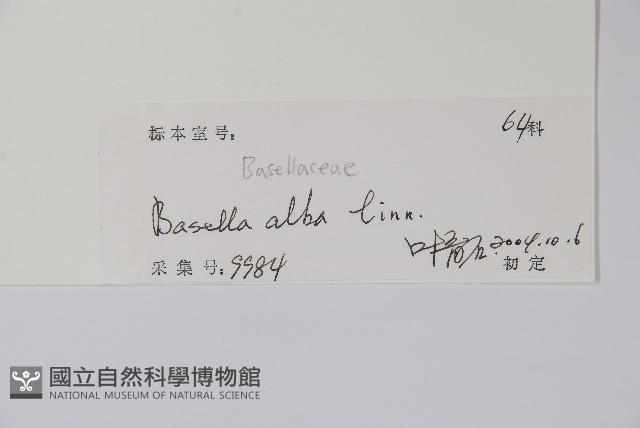 标本室号: 64科
Basellaceae
Basella alba Linn.
2004.10.6
采集号: 9984 初定
國立自然科學博物館
NATIONAL MUSEUM OF NATURAL SCIENCE